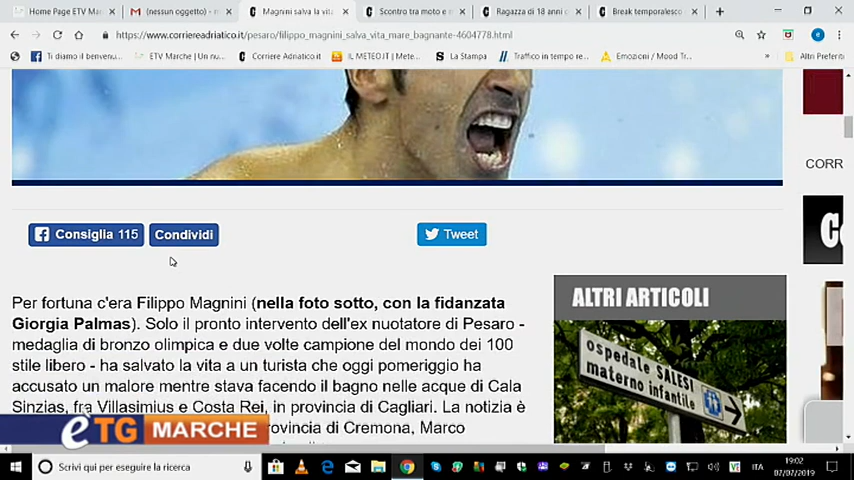 Home Page ETV Mar
(nessun oggetto) - m
Magnini salva la vita
Scontro tra moto e m
Ragazza di 18 anni
Break temporalesco
https://www.corriereadriatico.it/pesaro/filippo_magnini_salva_vita_mare_bagnante-4604778.html
Ti diamo il benvenu...
ETV Marche | Un nu...
Corriere Adriatico .it
IL METEO.IT | Mete...
La Stampa
Traffico in tempo re...
Emozioni / Mood Tr...
Altri Preferiti
CORR
Consiglia 115
Condividi
Tweet
Per fortuna c'era Filippo Magnini (nella foto sotto, con la fidanzata
Giorgia Palmas). Solo il pronto intervento dell'ex nuotatore di Pesaro -
medaglia di bronzo olimpica e due volte campione del mondo dei 100
stile libero - ha salvato la vita a un turista che oggi pomeriggio ha
accusato un malore mentre stava facendo il bagno nelle acque di Cala
Sinzias, fra Villasimius e Costa Rei, in provincia di Cagliari. La notizia è
rovincia di Cremona, Marco
ALTRI ARTICOLI
ospedale SALESI
materno infantile
eTG MARCHE
Scrivi qui per eseguire la ricerca
ITA
19:02
07/07/2019